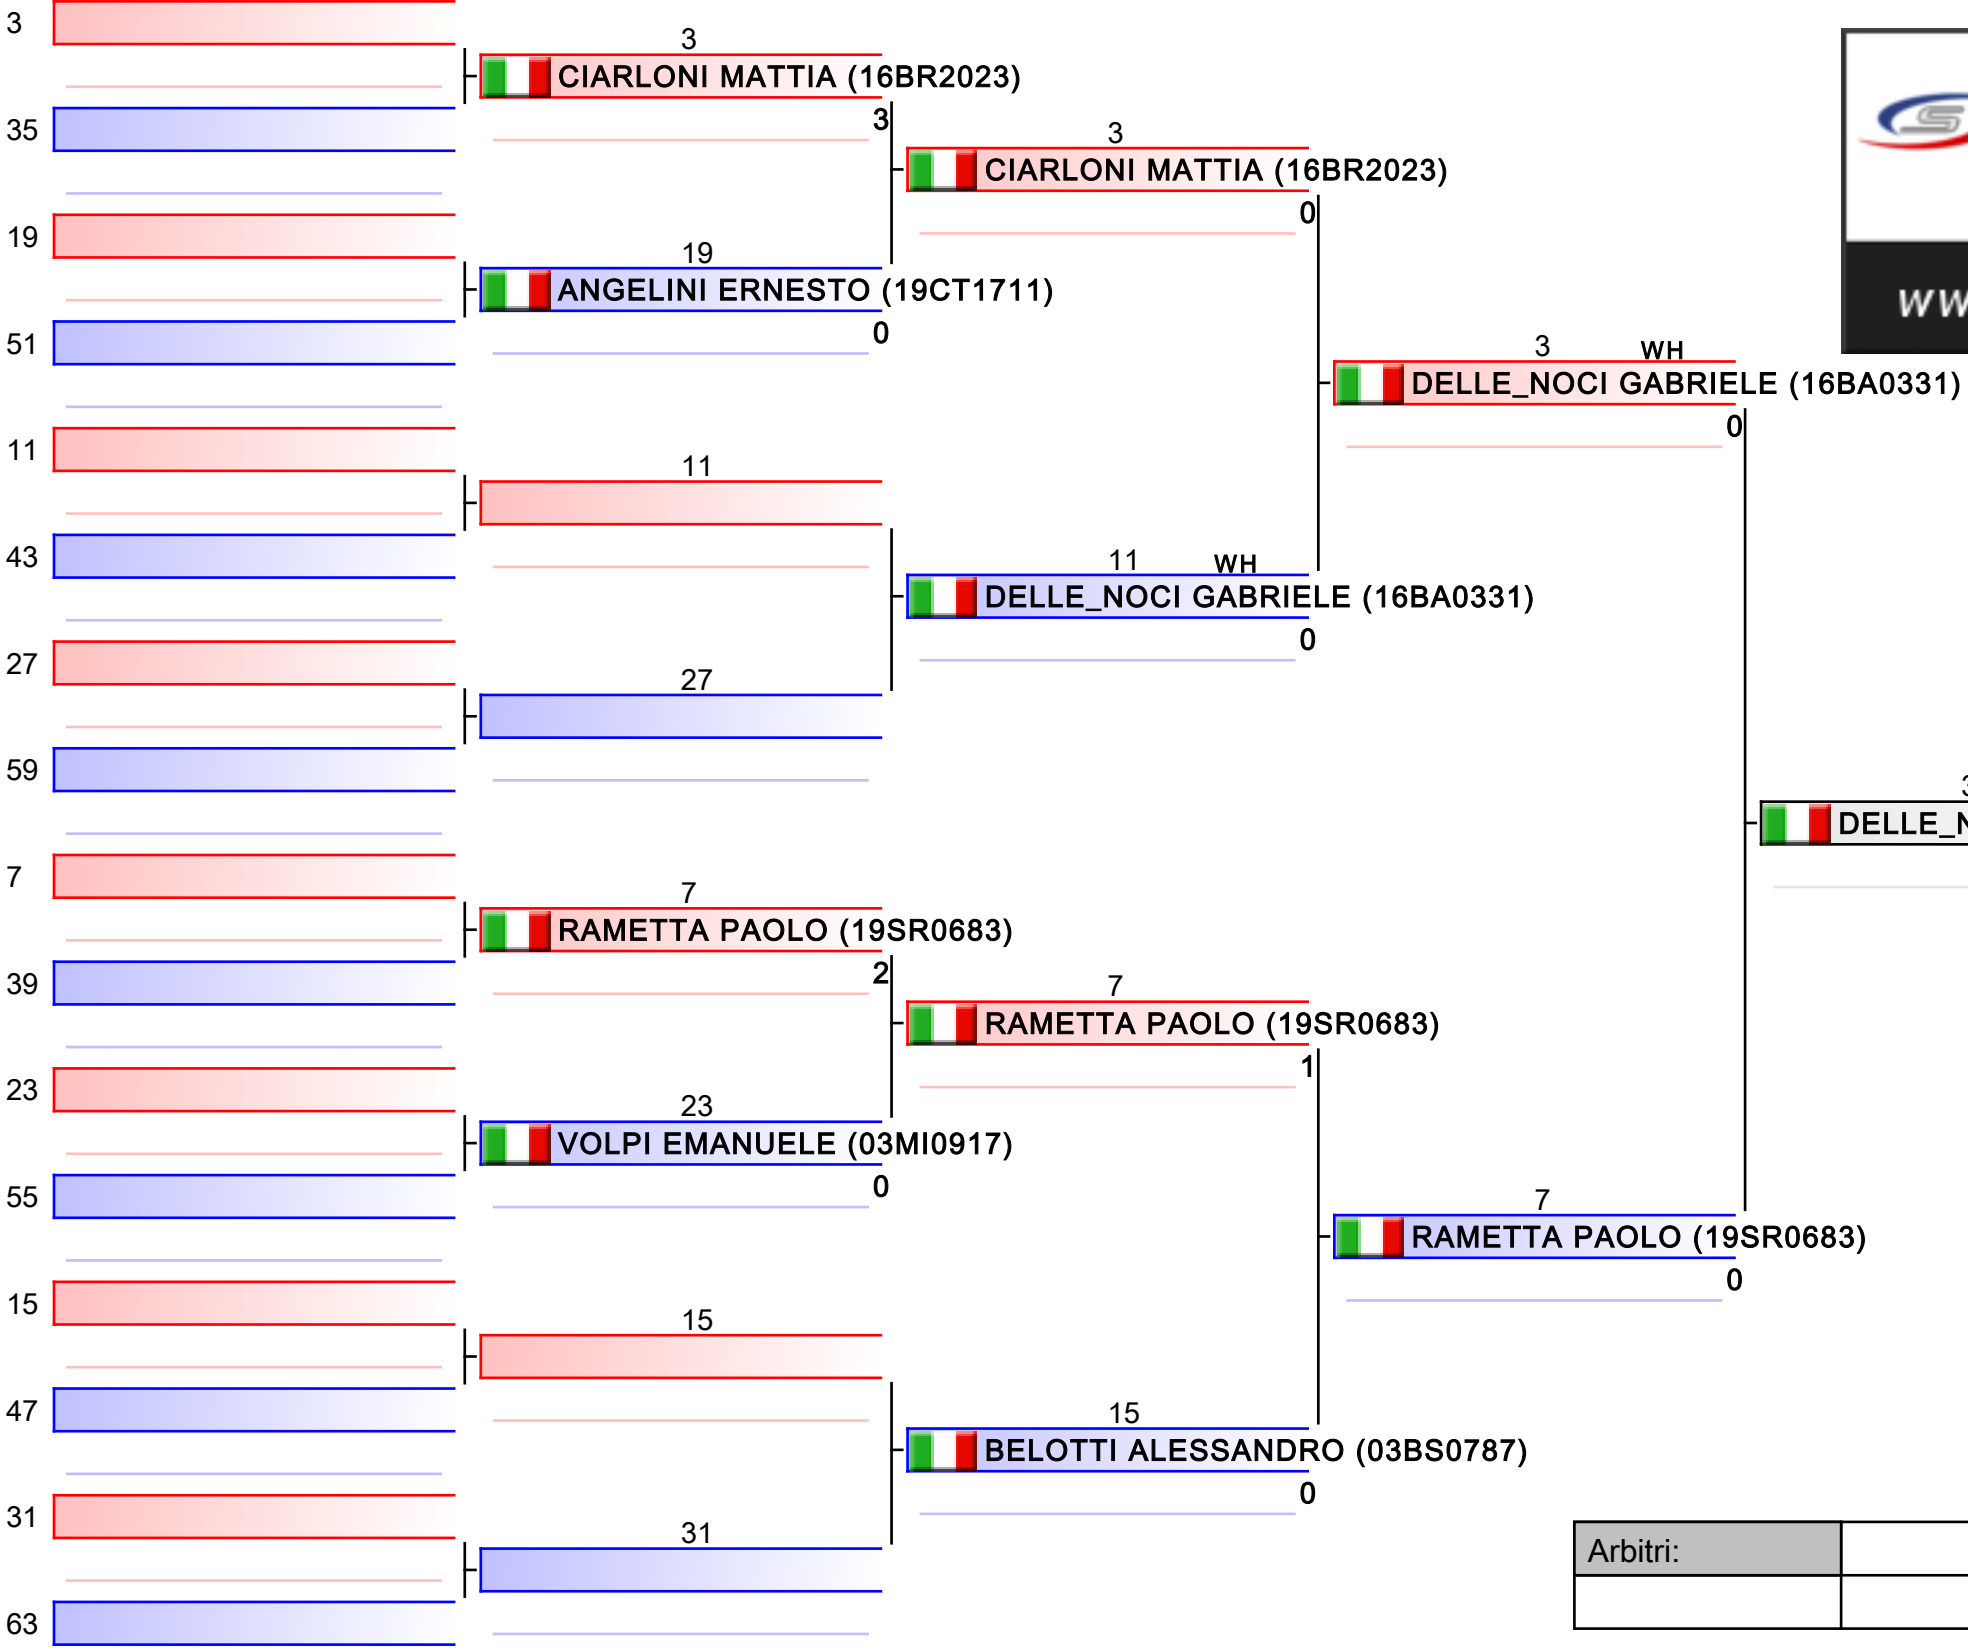 3
3
CIARLONI MATTIA (16BR2023)
3
35
3
CIARLONI MATTIA (16BR2023)
0
19
19
ANGELINI ERNESTO (19CT1711)
0
51
3 WH
DELLE_NOCI GABRIELE (16BA0331)
0
11
11
43
11 WH
DELLE_NOCI GABRIELE (16BA0331)
0
27
27
59
DELLE_N
7
7
RAMETTA PAOLO (19SR0683)
2
39
7
RAMETTA PAOLO (19SR0683)
1
23
23
VOLPI EMANUELE (03MI0917)
0
55
7
RAMETTA PAOLO (19SR0683)
0
15
15
47
15
BELOTTI ALESSANDRO (03BS0787)
0
31
31
Arbitri:
63